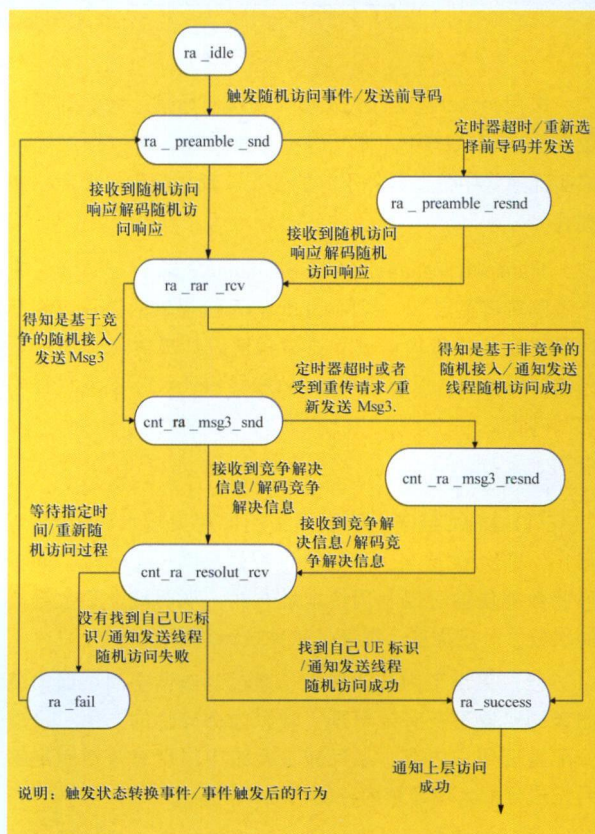 ra _idle
触发随机访问事件/发送前导码
ra _ preamble _snd
定时器超时/重新选
择前导码并发送
接收到随机访问
响应解码随机访
问响应
ra _ preamble _resnd
接收到随机访问
响应解码随机
访问响应
ra _rar _rcv
得知是基于竞
争的随机接入/
发送 Msg3
得知是基于非竞争的
随机接入/通知发送
线程随机访问成功
定时器超时或者
受到重传请求/重
新发送 Msg3.
cnt_ra _msg3_snd
cnt _ra _msg3_resnd
接收到竞争解决
信息/解码竞争
解决信息
等待指定时
间/重新随
机访问过程
接收到竞争解
决信息/解码竞
争解决信息
cnt_ra _resolut_rcv
没有找到自己UE标
识/通知发送线程
随机访问失败
找到自己 UE 标识
/通知发送线程
随机访问成功
ra _fail
ra _success
通知上层访问
成功
说明：触发状态转换事件/事件触发后的行为